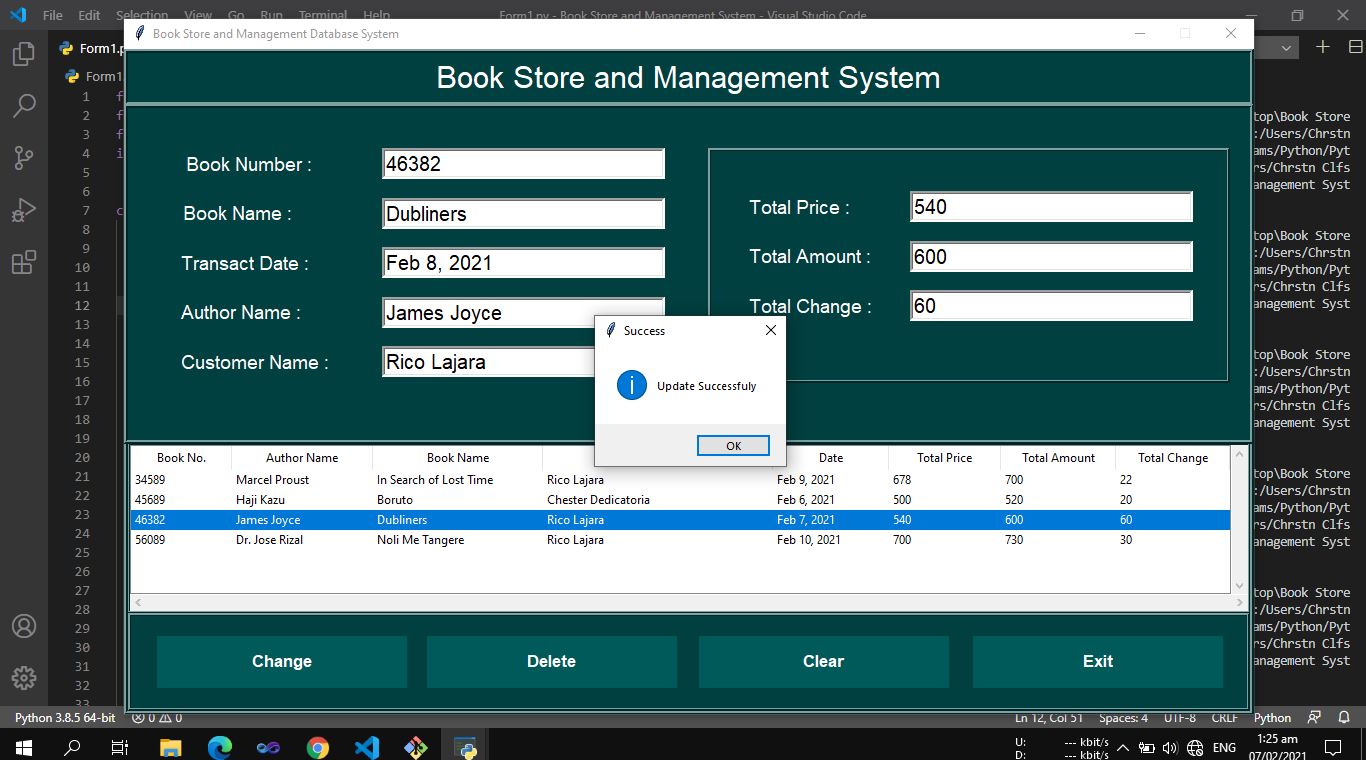 File Edit Selection View Go Run Terminal Help Form1.py - Book Store and Management System - Visual Studio Code
Book Store and Management Database System
Form1.p
Form1.
Book Store and Management System
Book Number : 46382
Book Name : Dubliners
Transact Date : Feb 8, 2021
Author Name : James Joyce
Customer Name : Rico Lajara
Total Price : 540
Total Amount : 600
Total Change : 60
Success
Update Successfuly
OK
Book No. Author Name Book Name Date Total Price Total Amount Total Change
34589 Marcel Proust In Search of Lost Time Rico Lajara Feb 9, 2021 678 700 22
45689 Haji Kazu Boruto Chester Dedicatoria Feb 6, 2021 500 520 20
46382 James Joyce Dubliners Rico Lajara Feb 7, 2021 540 600 60
56089 Dr. Jose Rizal Noli Me Tangere Rico Lajara Feb 10, 2021 700 730 30
Change Delete Clear Exit
1 f
2 f
3 f
4 i
5
6
7 c
8
9
10
11
12
13
14
15
16
17
18
19
20
21
22
23
24
25
26
27
28
29
30
31
32
33
top\Book Store
:/Users/Chrstn
ams/Python/Pyt
rs/Chrstn Clfs
anagement Syst
top\Book Store
:/Users/Chrstn
ams/Python/Pyt
rs/Chrstn Clfs
anagement Syst
top\Book Store
:/Users/Chrstn
ams/Python/Pyt
rs/Chrstn Clfs
anagement Syst
top\Book Store
:/Users/Chrstn
ams/Python/Pyt
rs/Chrstn Clfs
anagement Syst
top\Book Store
:/Users/Chrstn
ams/Python/Pyt
rs/Chrstn Clfs
anagement Syst
Python 3.8.5 64-bit 0 0 Ln 12, Col 51 Spaces: 4 UTF-8 CRLF Python
U: --- kbit/s
D: --- kbit/s
ENG
1:25 am
07/02/2021